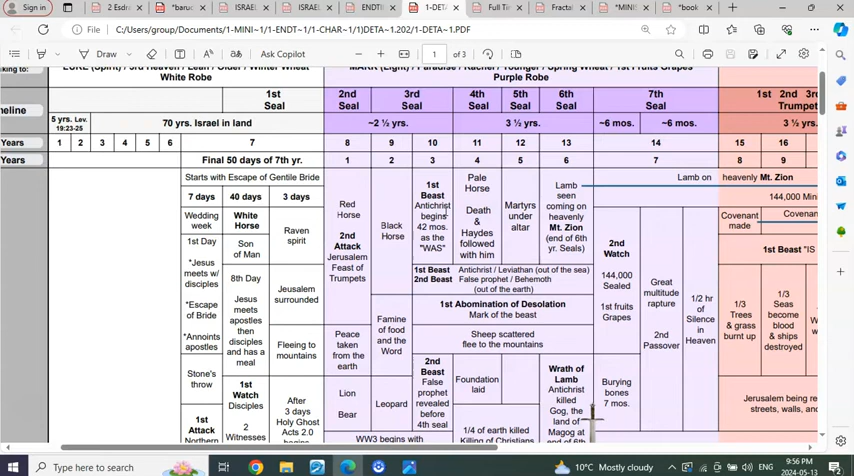 Sign in
2 Esdra
*baruc
ISRAEL
ISRAEL
ENDTI
1-DETA
Full Tir
Fractal
*MINIS
*book
File C:/Users/group/Documents/1-MINI~1/ENDT-1/1-CHAR~1/1)DETA~1.202/1-DETA~1.PDF
Draw
Ask Copilot
1 of 3
LUKE (Spirit) / 3rd Heaven / Leah / Older / Winter Wheat
White Robe
MARK (Light) / Paradise / Rachel / Younger / Spring Wheat / 1st Fruits Grapes
Purple Robe
1st Seal
2nd Seal
3rd Seal
4th Seal
5th Seal
6th Seal
7th Seal
1st 2nd 3r
Trumpet
meline
5 yrs. Lev. 19:23-25
70 yrs. Israel in land
7
~2 ½ yrs.
3 ½ yrs.
~6 mos.
~6 mos.
3 ½ yrs.
Years 1 2 3 4 5 6 7 8 9 10 11 12 13 14 15 16
Years Final 50 days of 7th yr. 1 2 3 4 5 6 7 8 9
Starts with Escape of Gentile Bride
7 days
40 days
3 days
Wedding week
1st Day
*Jesus meets w/ disciples
*Escape of Bride
*Annoints apostles
Stone's throw
1st Attack
Northern
White Horse
Son of Man
8th Day
Jesus meets apostles then disciples and has a meal
1st Watch
Disciples
2 Witnesses
Raven spirit
Jeusalem surrounded
Fleeing to mountains
After 3 days Holy Ghost Acts 2.0
Red Horse
2nd Attack
Jerusalem Feast of Trumpets
Peace taken from the earth
Lion
Bear
Black Horse
Famine of food and the Word
Leopard
WW3 begins with
1st Beast
Antichrist begins 42 mos. as the "WAS"
Pale Horse
Death & Haydes followed with him
Martyrs under altar
Lamb seen coming on heavenly Mt. Zion (end of 6th yr. Seals)
1st Beast Antichrist / Leviathan (out of the sea)
2nd Beast False prophet / Behemoth (out of the earth)
1st Abomination of Desolation
Mark of the beast
Sheep scattered flee to the mountains
2nd Beast
False prophet revealed before 4th seal
Foundation laid
1/4 of earth killed
Killing of Christians
Wrath of Lamb
Antichrist killed Gog, the land of Magog at end of 6th
Lamb on heavenly Mt. Zion
144,000 Mini
2nd Watch
144,000 Sealed
1st fruits Grapes
Burying bones 7 mos.
Great multitude rapture
2nd Passover
1/2 hr of Silence in Heaven
Covenant made
Covenan
1st Beast "IS
1/3 Trees & grass burnt up
1/3 Seas become blood & ships destroyed
Jerusalem being re
streets, walls, and
Type here to search
10°C Mostly cloudy
ENG
9:56 PM
2024-05-13